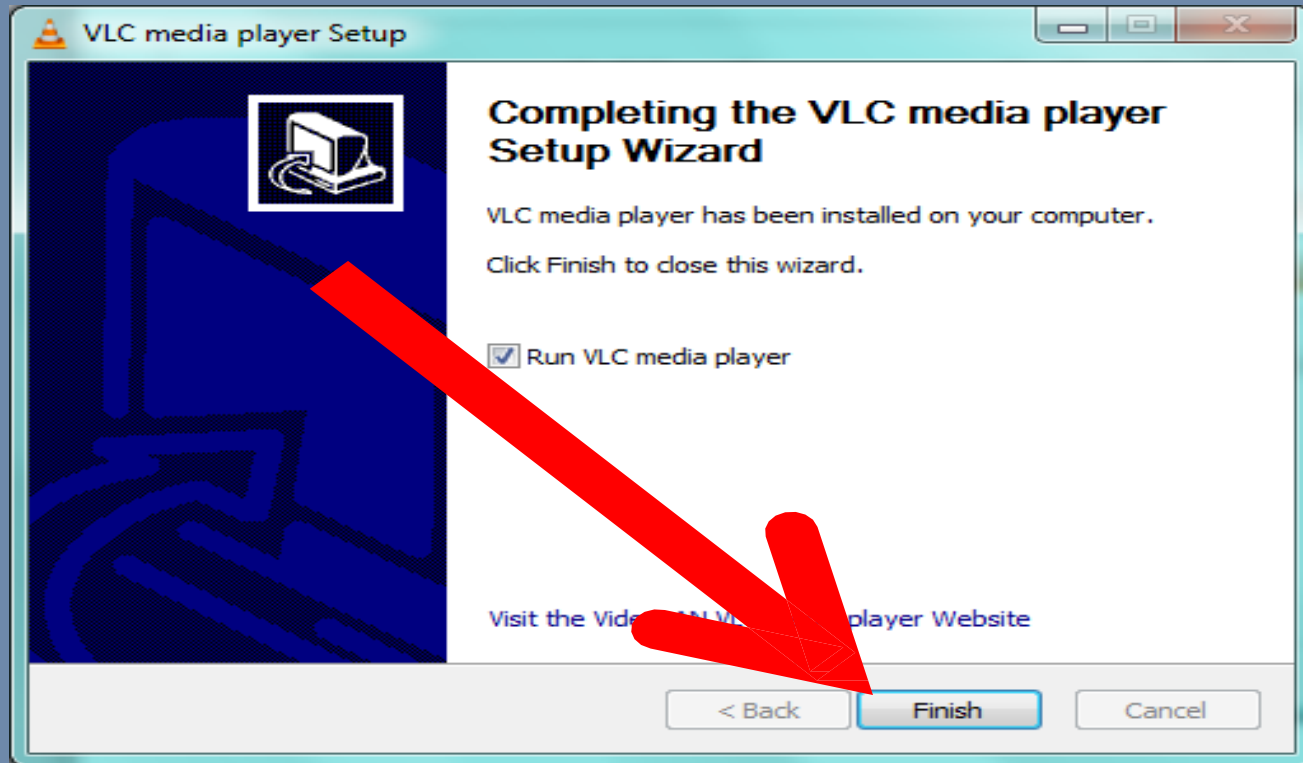 VLC media player Setup
Completing the VLC media player
Setup Wizard
VLC media player has been installed on your computer.
Click Finish to close this wizard.
Run VLC media player
Visit the player Website
< Back Finish Cancel